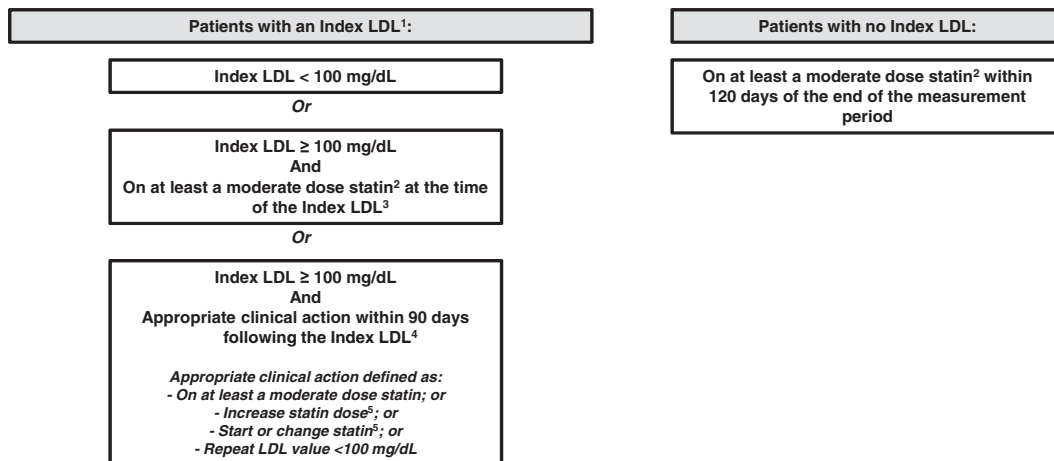 Patients with an Index LDL¹:
Index LDL < 100 mg/dL
Or
Index LDL ≥ 100 mg/dL
And
On at least a moderate dose statin² at the time
of the Index LDL³
Or
Index LDL ≥ 100 mg/dL
And
Appropriate clinical action within 90 days
following the Index LDL⁴
Appropriate clinical action defined as:
- On at least a moderate dose statin; or
- Increase statin dose⁵; or
- Start or change statin⁵; or
- Repeat LDL value <100 mg/dL
Patients with no Index LDL:
On at least a moderate dose statin² within
120 days of the end of the measurement
period